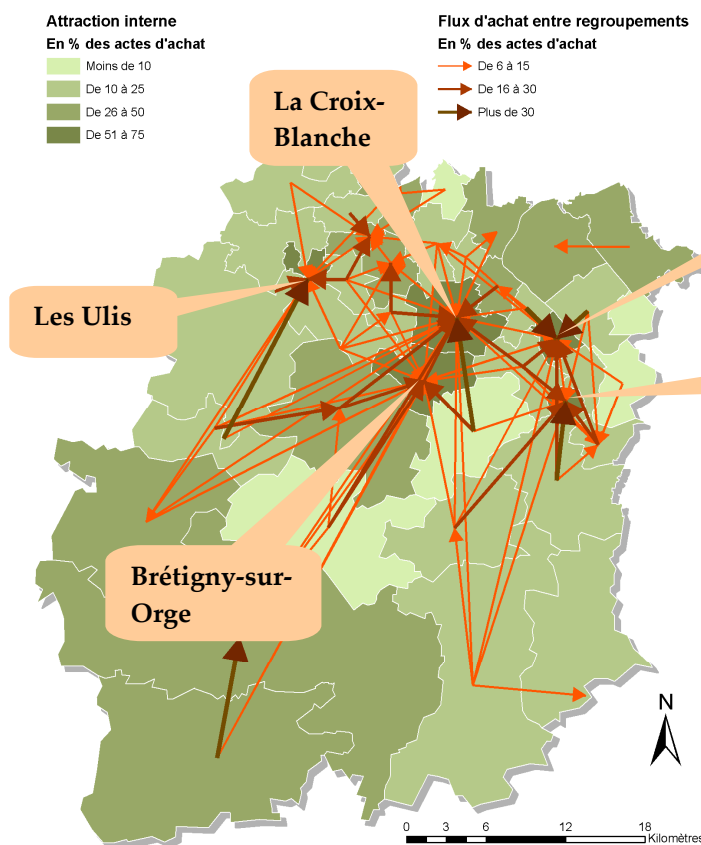 Attraction interne
En % des actes d'achat
Moins de 10
De 10 à 25
De 26 à 50
De 51 à 75
Flux d'achat entre regroupements
En % des actes d'achat
De 6 à 15
De 16 à 30
Plus de 30
La Croix-
Blanche
Les Ulis
Brétigny-sur-
Orge
N
0 3 6 12 18
Kilomètres